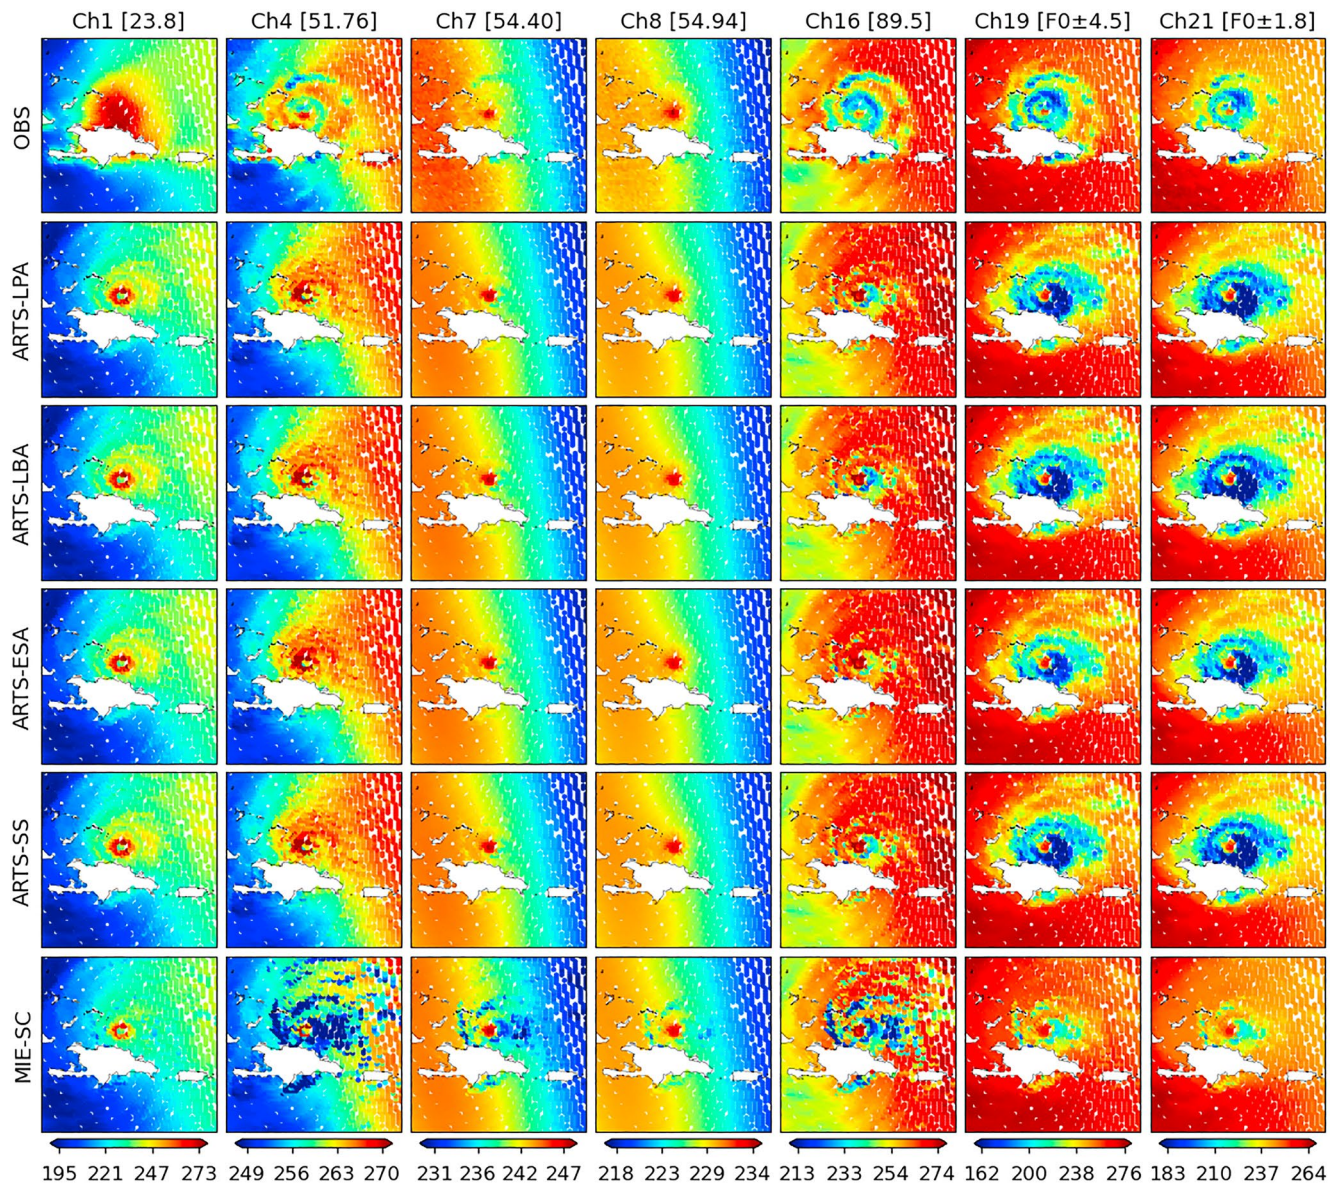 Ch1 [23.8] Ch4 [51.76] Ch7 [54.40] Ch8 [54.94] Ch16 [89.5] Ch19 [F0±4.5] Ch21 [F0±1.8]
OBS
ARTS-LPA
ARTS-LBA
ARTS-ESA
ARTS-SS
MIE-SC
195 221 247 273 249 256 263 270 231 236 242 247 218 223 229 234 213 233 254 274 162 200 238 276 183 210 237 264